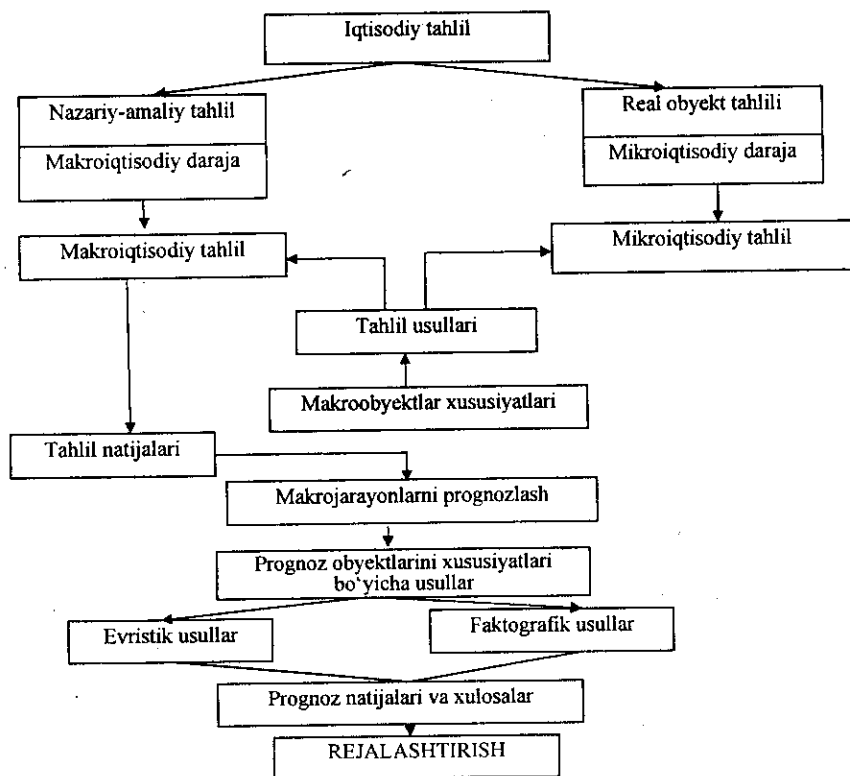 Iqtisodiy tahlil
Nazariy-amaliy tahlil
Real obyekt tahlili
Makroiqtisodiy daraja
Mikroiqtisodiy daraja
Makroiqtisodiy tahlil
Mikroiqtisodiy tahlil
Tahlil usullari
Makroobyektlar xususiyatlari
Tahlil natijalari
Makrojarayonlarni prognozlash
Prognoz obyektlarini xususiyatlari
bo‘yicha usullar
Evristik usullar
Faktografik usullar
Prognoz natijalari va xulosalar
REJALASHTIRISH